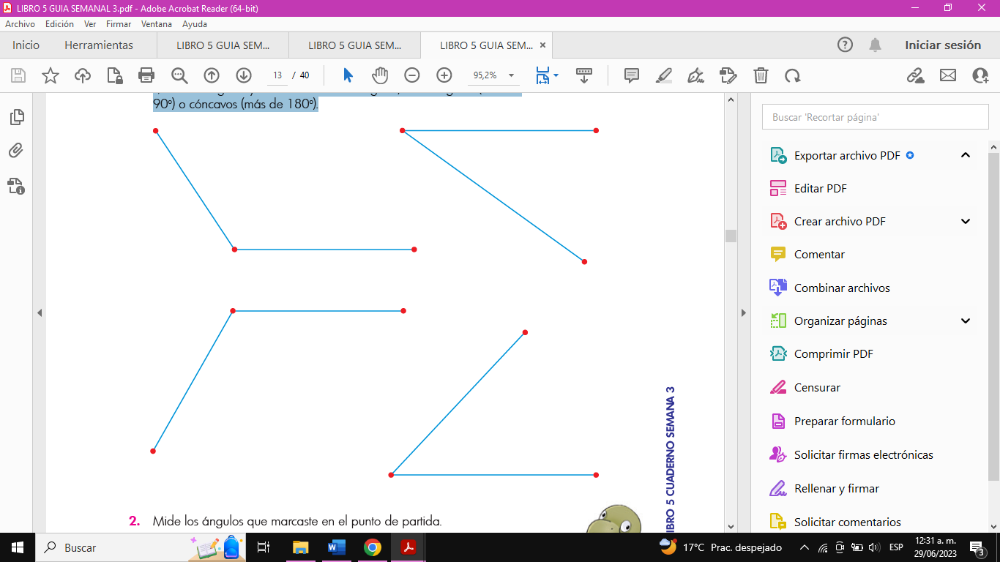 LIBRO 5 GUIA SEMANAL 3.pdf - Adobe Acrobat Reader (64-bit)
Archivo Edición Ver Firmar Ventana Ayuda
Inicio Herramientas LIBRO 5 GUIA SEM... LIBRO 5 GUIA SEM... LIBRO 5 GUIA SEM... Iniciar sesión
13 / 40 95,2%
90º) o cóncavos (más de 180º).
Buscar 'Recortar página'
Exportar archivo PDF
Editar PDF
Crear archivo PDF
Comentar
Combinar archivos
Organizar páginas
Comprimir PDF
Censurar
Preparar formulario
Solicitar firmas electrónicas
Rellenar y firmar
Solicitar comentarios
IBRO 5 CUADERNO SEMANA 3
2. Mide los ángulos que marcaste en el punto de partida.
Buscar
17°C Prac. despejado
ESP
12:31 a. m.
29/06/2023
3